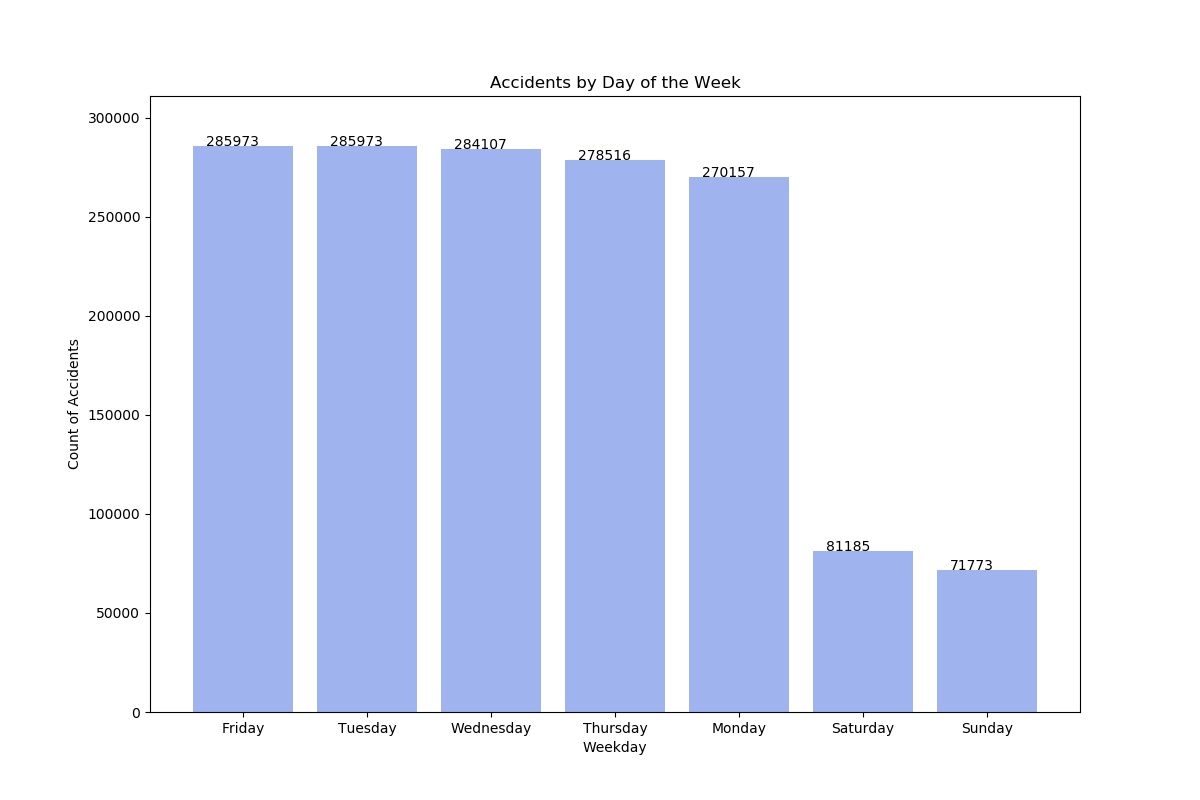 Accidents by Day of the Week
300000
250000
200000
150000
100000
50000
0
Count of Accidents
285973
285973
284107
278516
270157
81185
71773
Friday
Tuesday
Wednesday
Thursday
Monday
Saturday
Sunday
Weekday